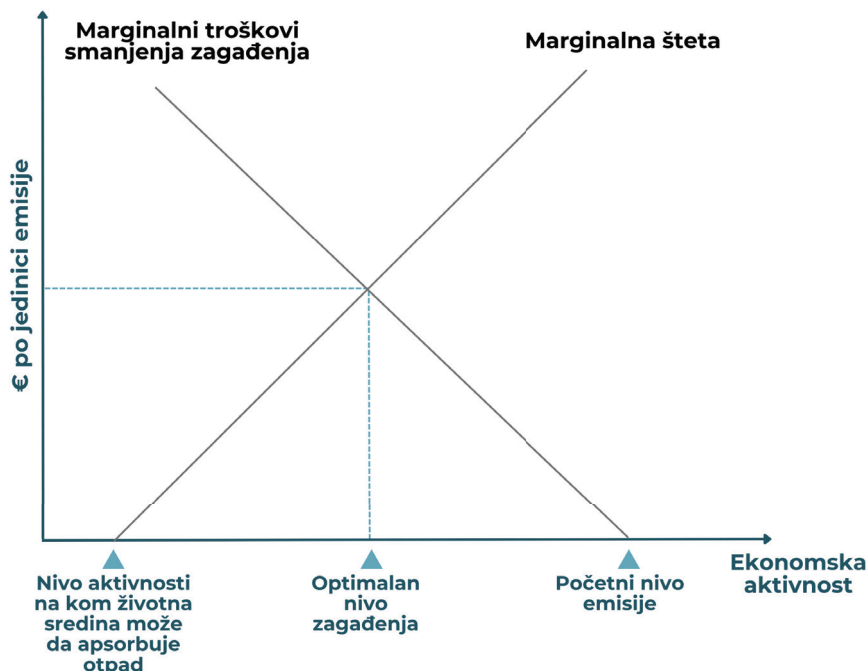 Marginalni troškovi
smanjenja zagađenja
Marginalna šteta
€ po jedinici emisije
Ekonomska
aktivnost
Nivo aktivnosti
na kom životna
sredina može
da apsorbuje
otpad
Optimalan
nivo
zagađenja
Početni nivo
emisije